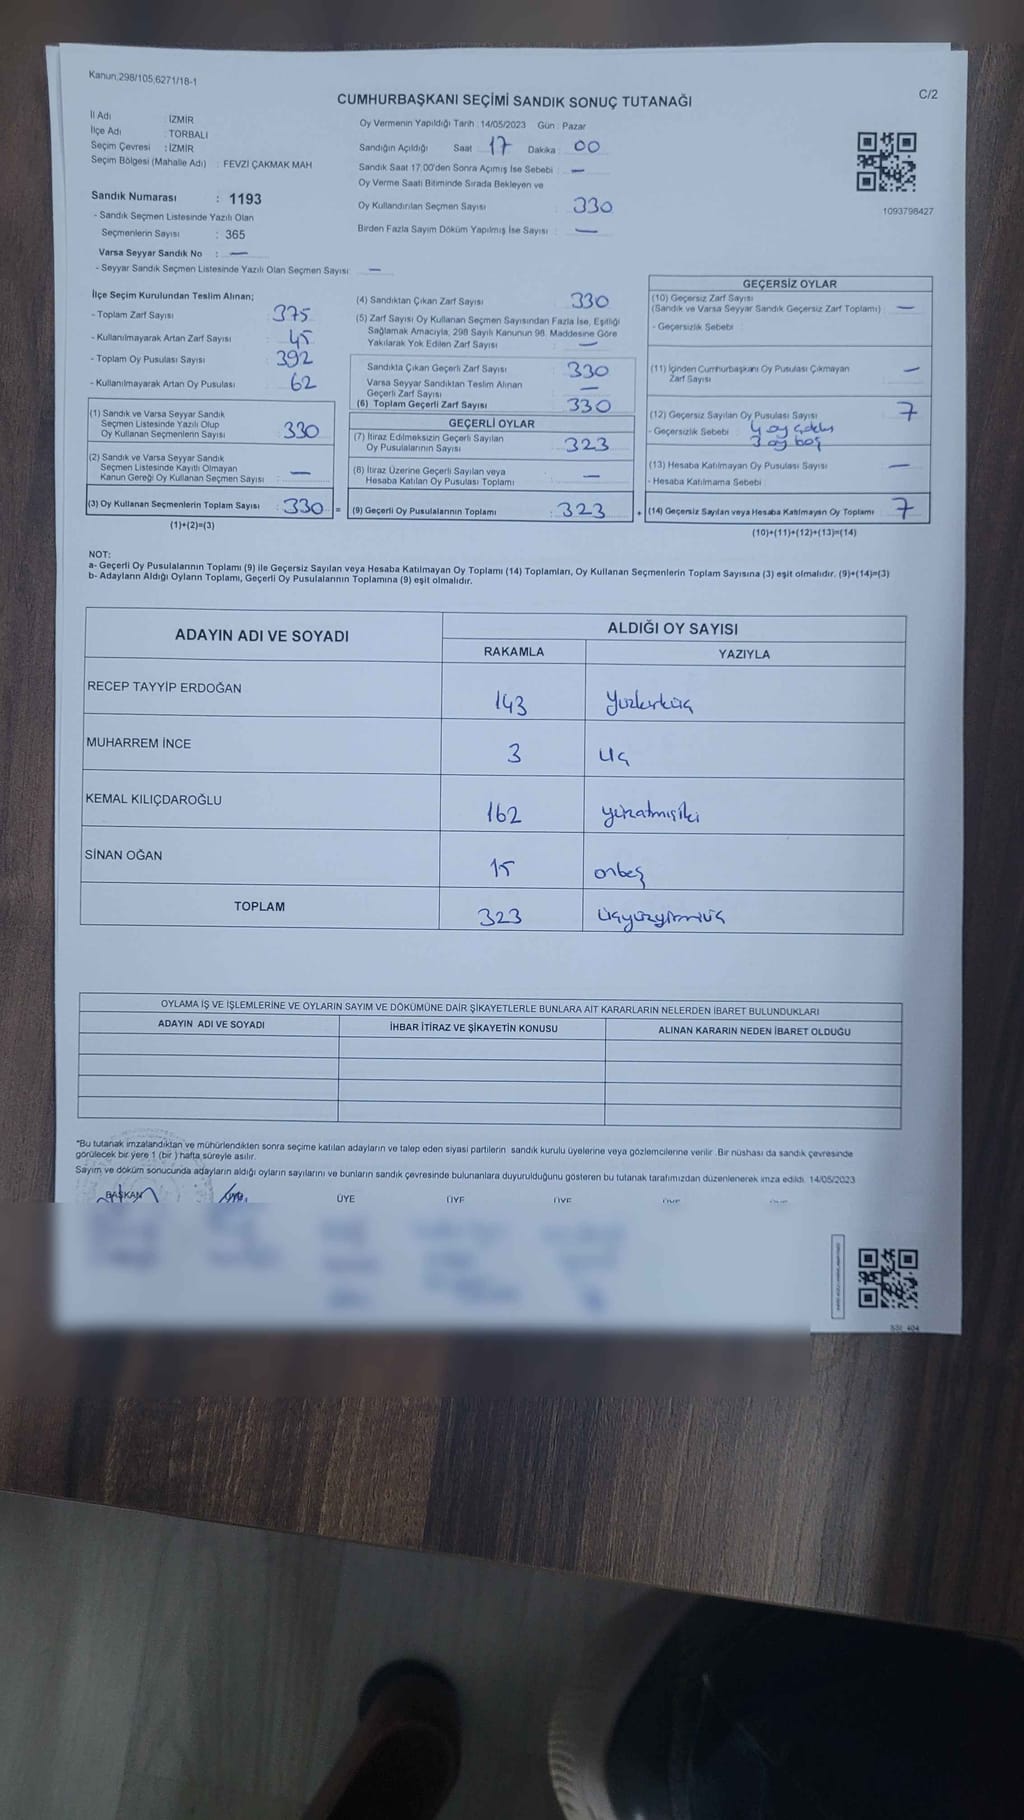 Kanun.298/105,6271/18-1
C/2
CUMHURBAŞKANI SEÇİMİ SANDIK SONUÇ TUTANAĞI
İl Adı : İZMİR
İlçe Adı : TORBALI
Seçim Çevresi : İZMİR
Seçim Bölgesi (Mahalle Adı) : FEVZİ ÇAKMAK MAH
Sandık Numarası : 1193
- Sandık Seçmen Listesinde Yazılı Olan
Seçmenlerin Sayısı : 365
Varsa Seyyar Sandık No : —
- Seyyar Sandık Seçmen Listesinde Yazılı Olan Seçmen Sayısı : —
Oy Vermenin Yapıldığı Tarih : 14/05/2023 Gün : Pazar
Sandığın Açıldığı Saat 17 Dakika 00
Sandık Saat 17:00'den Sonra Açımış İse Sebebi : —
Oy Verme Saati Bitiminde Sırada Bekleyen ve
Oy Kullandırılan Seçmen Sayısı : 330
Birden Fazla Sayım Döküm Yapılmış İse Sayısı : —
1093798427
İlçe Seçim Kurulundan Teslim Alınan;
- Toplam Zarf Sayısı : 375
- Kullanılmayarak Artan Zarf Sayısı : 45
- Toplam Oy Pusulası Sayısı : 392
- Kullanılmayarak Artan Oy Pusulası : 62
(1) Sandık ve Varsa Seyyar Sandık
Seçmen Listesinde Yazılı Olup
Oy Kullanan Seçmenlerin Sayısı : 330
(2) Sandık ve Varsa Seyyar Sandık
Seçmen Listesinde Kayıtlı Olmayan
Kanun Gereği Oy Kullanan Seçmen Sayısı : —
(3) Oy Kullanan Seçmenlerin Toplam Sayısı : 330 =
(1)+(2)=(3)
(4) Sandıktan Çıkan Zarf Sayısı : 330
(5) Zarf Sayısı Oy Kullanan Seçmen Sayısından Fazla İse, Eşitliği
Sağlamak Amacıyla, 298 Sayılı Kanunun 98. Maddesine Göre
Yakılarak Yok Edilen Zarf Sayısı : —
Sandıkta Çıkan Geçerli Zarf Sayısı : 330
Varsa Seyyar Sandıktan Teslim Alınan
Geçerli Zarf Sayısı : —
(6) Toplam Geçerli Zarf Sayısı : 330
GEÇERLİ OYLAR
(7) İtiraz Edilmeksizin Geçerli Sayılan
Oy Pusulalarının Sayısı : 323
(8) İtiraz Üzerine Geçerli Sayılan veya
Hesaba Katılan Oy Pusulası Toplamı : —
(9) Geçerli Oy Pusulalarının Toplamı : 323 +
GEÇERSİZ OYLAR
(10) Geçersiz Zarf Sayısı
(Sandık ve Varsa Seyyar Sandık Geçersiz Zarf Toplamı) : —
- Geçersizlik Sebebi :
(11) İçinden Cumhurbaşkanı Oy Pusulası Çıkmayan
Zarf Sayısı : —
(12) Geçersiz Sayılan Oy Pusulası Sayısı : 7
- Geçersizlik Sebebi : 4 oy
3 oy boş
(13) Hesaba Katılmayan Oy Pusulası Sayısı : —
- Hesaba Katılmama Sebebi :
(14) Geçersiz Sayılan veya Hesaba Katılmayan Oy Toplamı : 7
(10)+(11)+(12)+(13)=(14)
NOT:
a- Geçerli Oy Pusulalarının Toplamı (9) ile Geçersiz Sayılan veya Hesaba Katılmayan Oy Toplamı (14) Toplamları, Oy Kullanan Seçmenlerin Toplam Sayısına (3) eşit olmalıdır. (9)+(14)=(3)
b- Adayların Aldığı Oyların Toplamı, Geçerli Oy Pusulalarının Toplamına (9) eşit olmalıdır.
ADAYIN ADI VE SOYADI
ALDIĞI OY SAYISI
RAKAMLA YAZIYLA
RECEP TAYYİP ERDOĞAN 143 Yüzkırküç
MUHARREM İNCE 3 Üç
KEMAL KILIÇDAROĞLU 162 yüzatmışiki
SİNAN OĞAN 15 onbeş
TOPLAM 323 üçyüzyirmiüç
OYLAMA İŞ VE İŞLEMLERİNE VE OYLARIN SAYIM VE DÖKÜMÜNE DAİR ŞİKAYETLERLE BUNLARA AİT KARARLARIN NELERDEN İBARET BULUNDUKLARI
ADAYIN ADI VE SOYADI İHBAR İTİRAZ VE ŞİKAYETİN KONUSU ALINAN KARARIN NEDEN İBARET OLDUĞU
*Bu tutanak imzalandıktan ve mühürlendikten sonra seçime katılan adayların ve talep eden siyasi partilerin sandık kurulu üyelerine veya gözlemcilerine verilir .Bir nüshası da sandık çevresinde
görülecek bir yere 1 (bir ) hafta süreyle asılır.
Sayım ve döküm sonucunda adayların aldığı oyların sayılarını ve bunların sandık çevresinde bulunanlara duyurulduğunu gösteren bu tutanak tarafımızdan düzenlenerek imza edildi. 14/05/2023
BAŞKAN ÜYE ÜYE ÜYE ÜYE